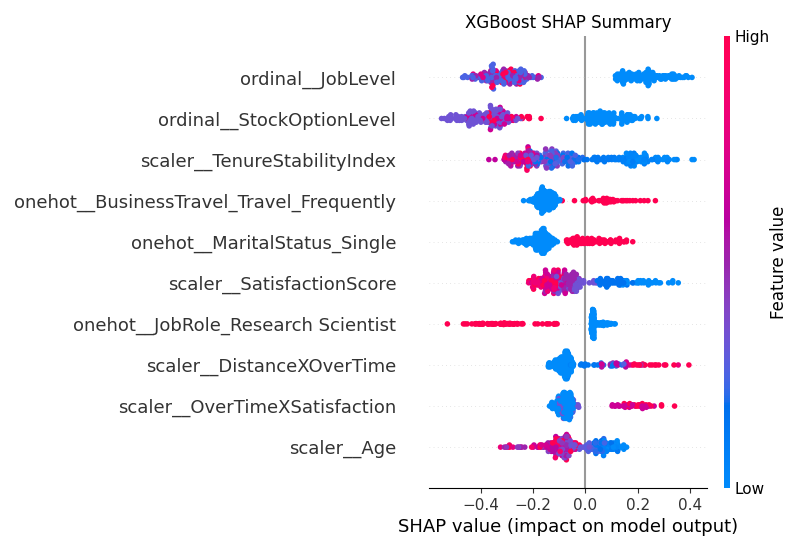 XGBoost SHAP Summary
High
ordinal__JobLevel
ordinal__StockOptionLevel
scaler__TenureStabilityIndex
onehot__BusinessTravel_Travel_Frequently
onehot__MaritalStatus_Single
scaler__SatisfactionScore
onehot__JobRole_Research Scientist
scaler__DistanceXOverTime
scaler__OverTimeXSatisfaction
scaler__Age
Feature value
Low
−0.4 −0.2 0.0 0.2 0.4
SHAP value (impact on model output)